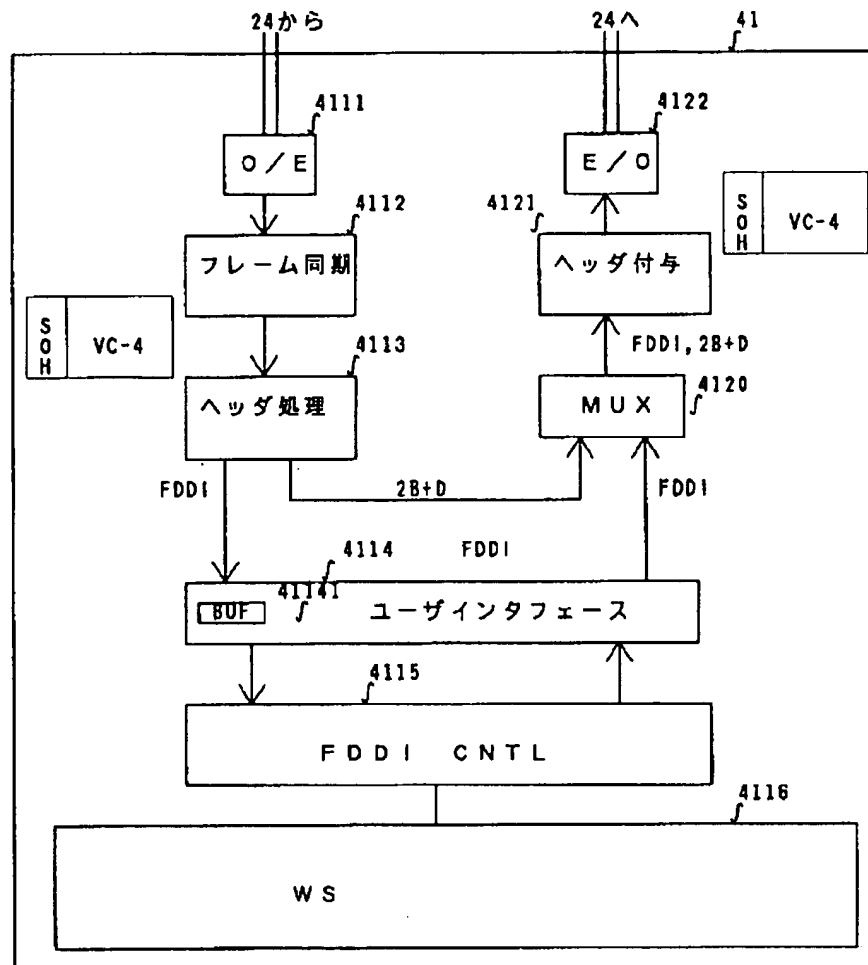 24から
24へ
41
4111
4122
O/E
E/O
4112
4121
SOH
VC-4
フレーム同期
ヘッダ付与
SOH
VC-4
4113
FDDI,2B+D
4120
ヘッダ処理
MUX
FDDI
2B+D
FDDI
4114
FDDI
41141
BUF
ユーザインタフェース
4115
FDDI CNTL
4116
WS